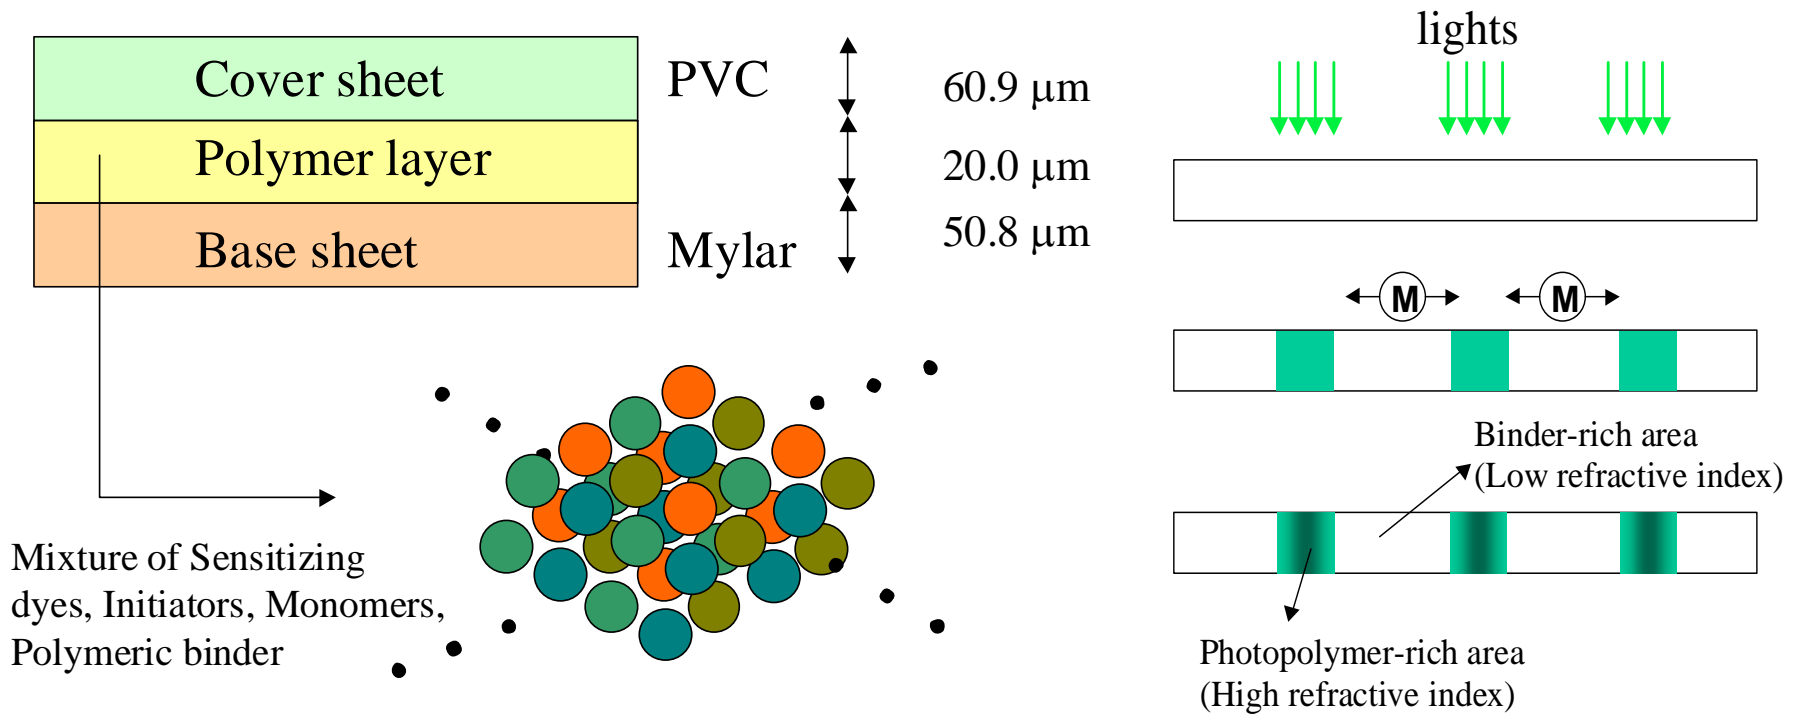 Cover sheet
PVC
60.9 μm
Polymer layer
20.0 μm
Base sheet
Mylar
50.8 μm
Mixture of Sensitizing
dyes, Initiators, Monomers,
Polymeric binder
lights
M
M
Binder-rich area
(Low refractive index)
Photopolymer-rich area
(High refractive index)